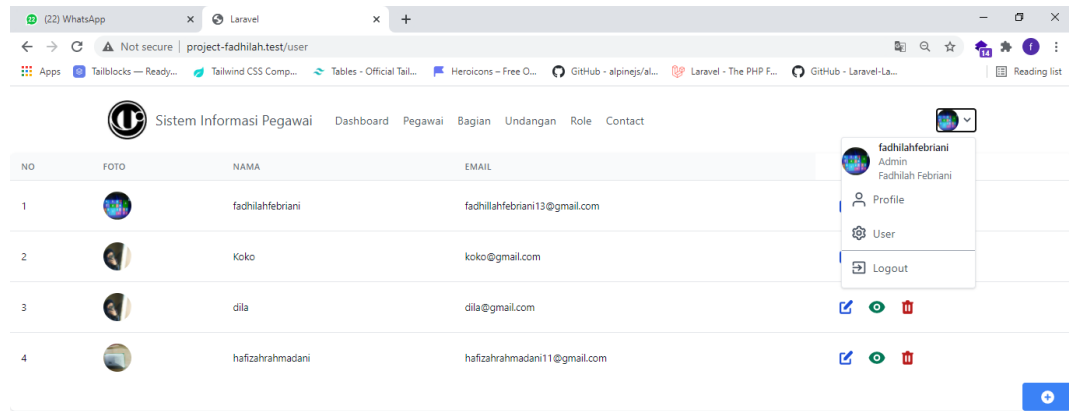 22 (22) WhatsApp
Laravel
Not secure project-fadhilah.test/user
14
f
Apps Tailblocks — Ready... Tailwind CSS Comp... Tables - Official Tail... Heroicons – Free O... GitHub - alpinejs/al... Laravel - The PHP F... GitHub - Laravel-La... Reading list
Sistem Informasi Pegawai Dashboard Pegawai Bagian Undangan Role Contact
NO FOTO NAMA EMAIL
1 fadhilahfebriani fadhillahfebriani13@gmail.com
2 Koko koko@gmail.com
3 dila dila@gmail.com
4 hafizahrahmadani hafizahrahmadani11@gmail.com
fadhilahfebriani
Admin
Fadhilah Febriani
Profile
User
Logout